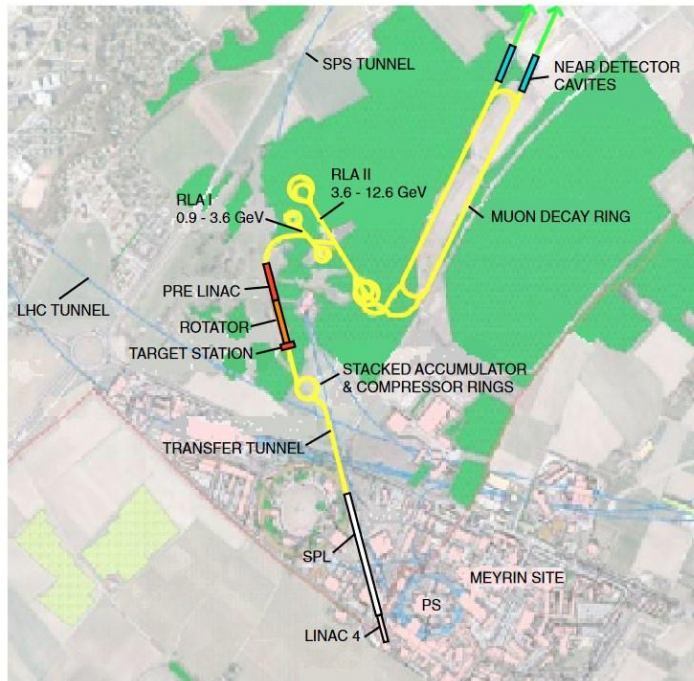 SPS TUNNEL
NEAR DETECTOR
CAVITES
RLA II
3.6 - 12.6 GeV
RLA I
0.9 - 3.6 GeV
MUON DECAY RING
PRE LINAC
LHC TUNNEL
ROTATOR
TARGET STATION
STACKED ACCUMULATOR
& COMPRESSOR RINGS
TRANSFER TUNNEL
SPL
MEYRIN SITE
PS
LINAC 4